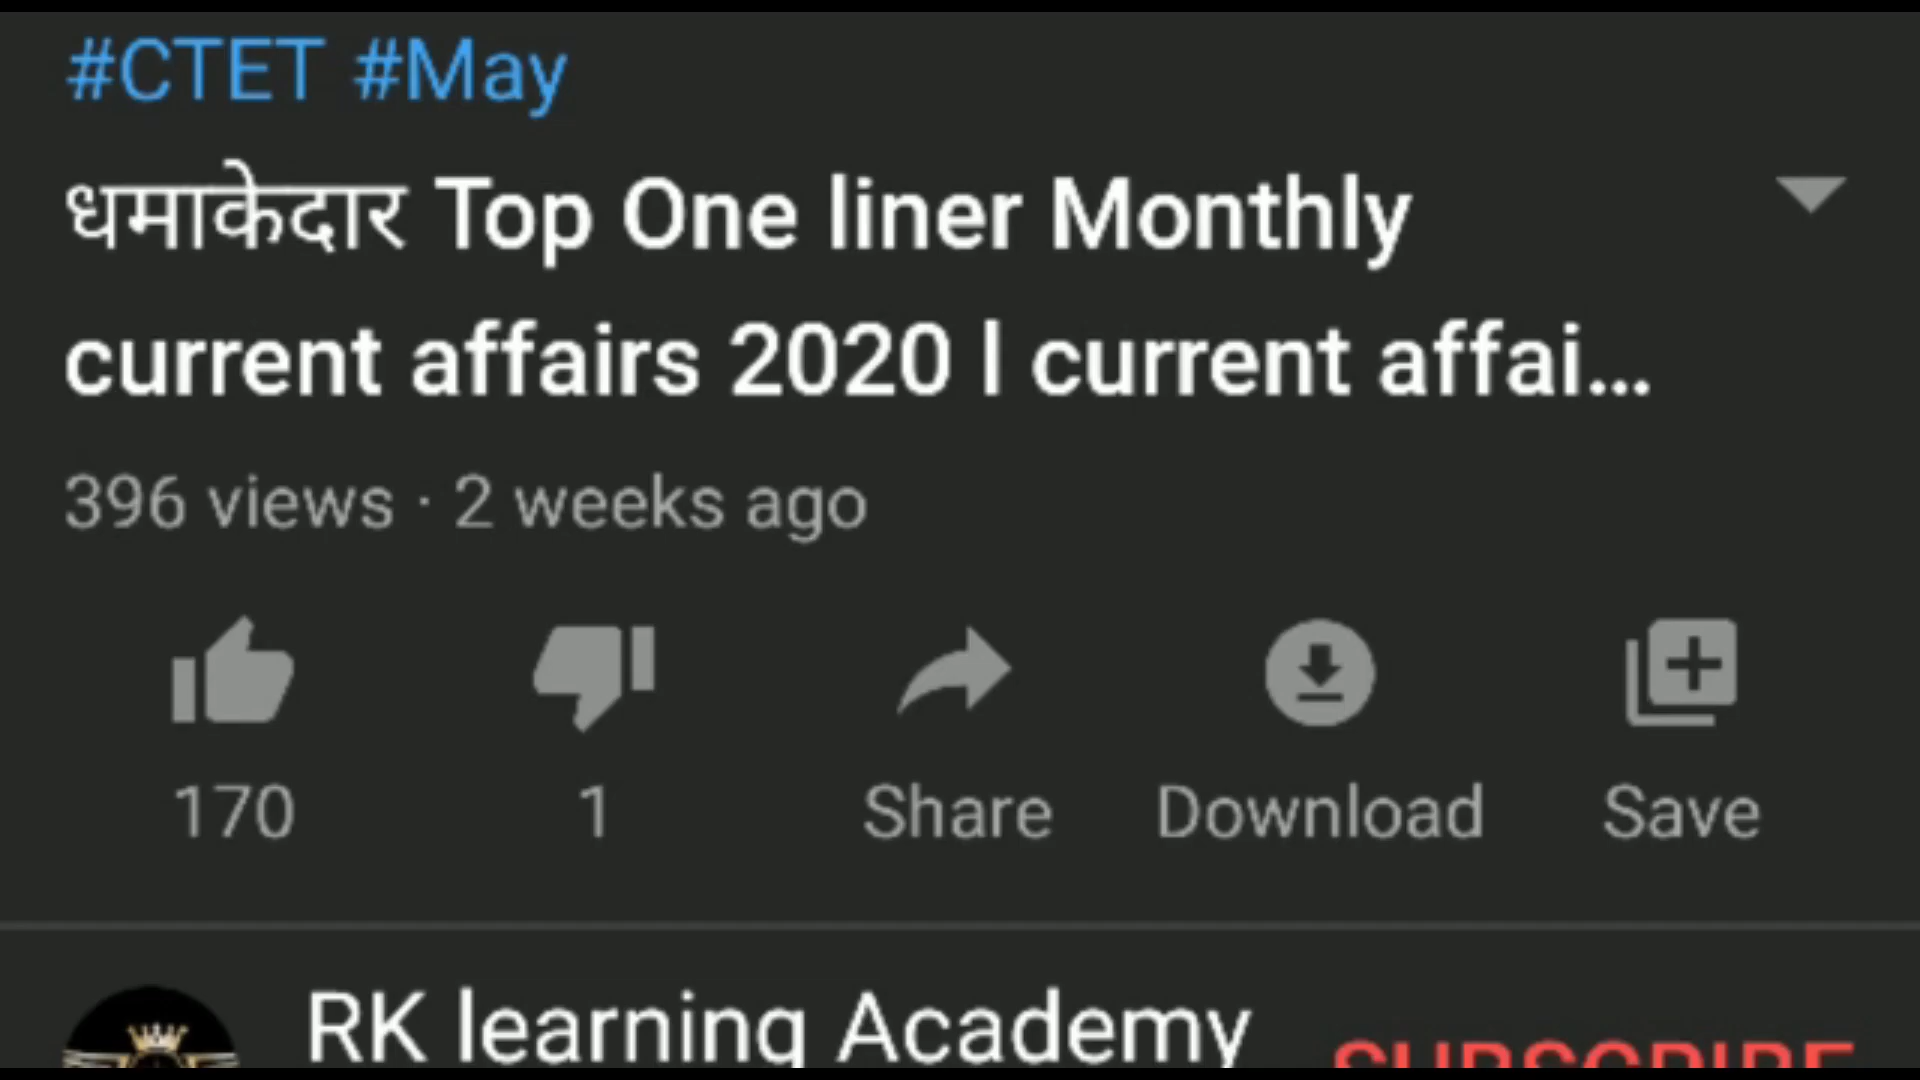 #CTET #May
धमाकेदार Top One liner Monthly
current affairs 2020 l current affai...
396 views · 2 weeks ago
170 1 Share Download Save
RK learning Academy SUBSCRIBE